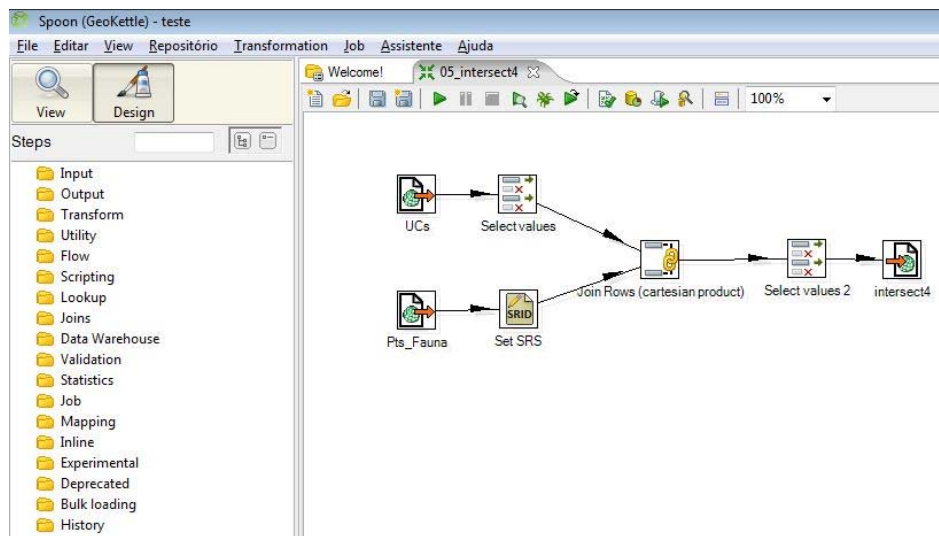 Spoon (GeoKettle) - teste
File Editar View Repositório Transformation Job Assistente Ajuda
View Design
Welcome! 05_intersect4
100%
Steps
Input
Output
Transform
Utility
Flow
Scripting
Lookup
Joins
Data Warehouse
Validation
Statistics
Job
Mapping
Inline
Experimental
Deprecated
Bulk loading
History
UCs
Select values
Join Rows (cartesian product)
Select values 2
intersect4
Pts_Fauna
SRID
Set SRS